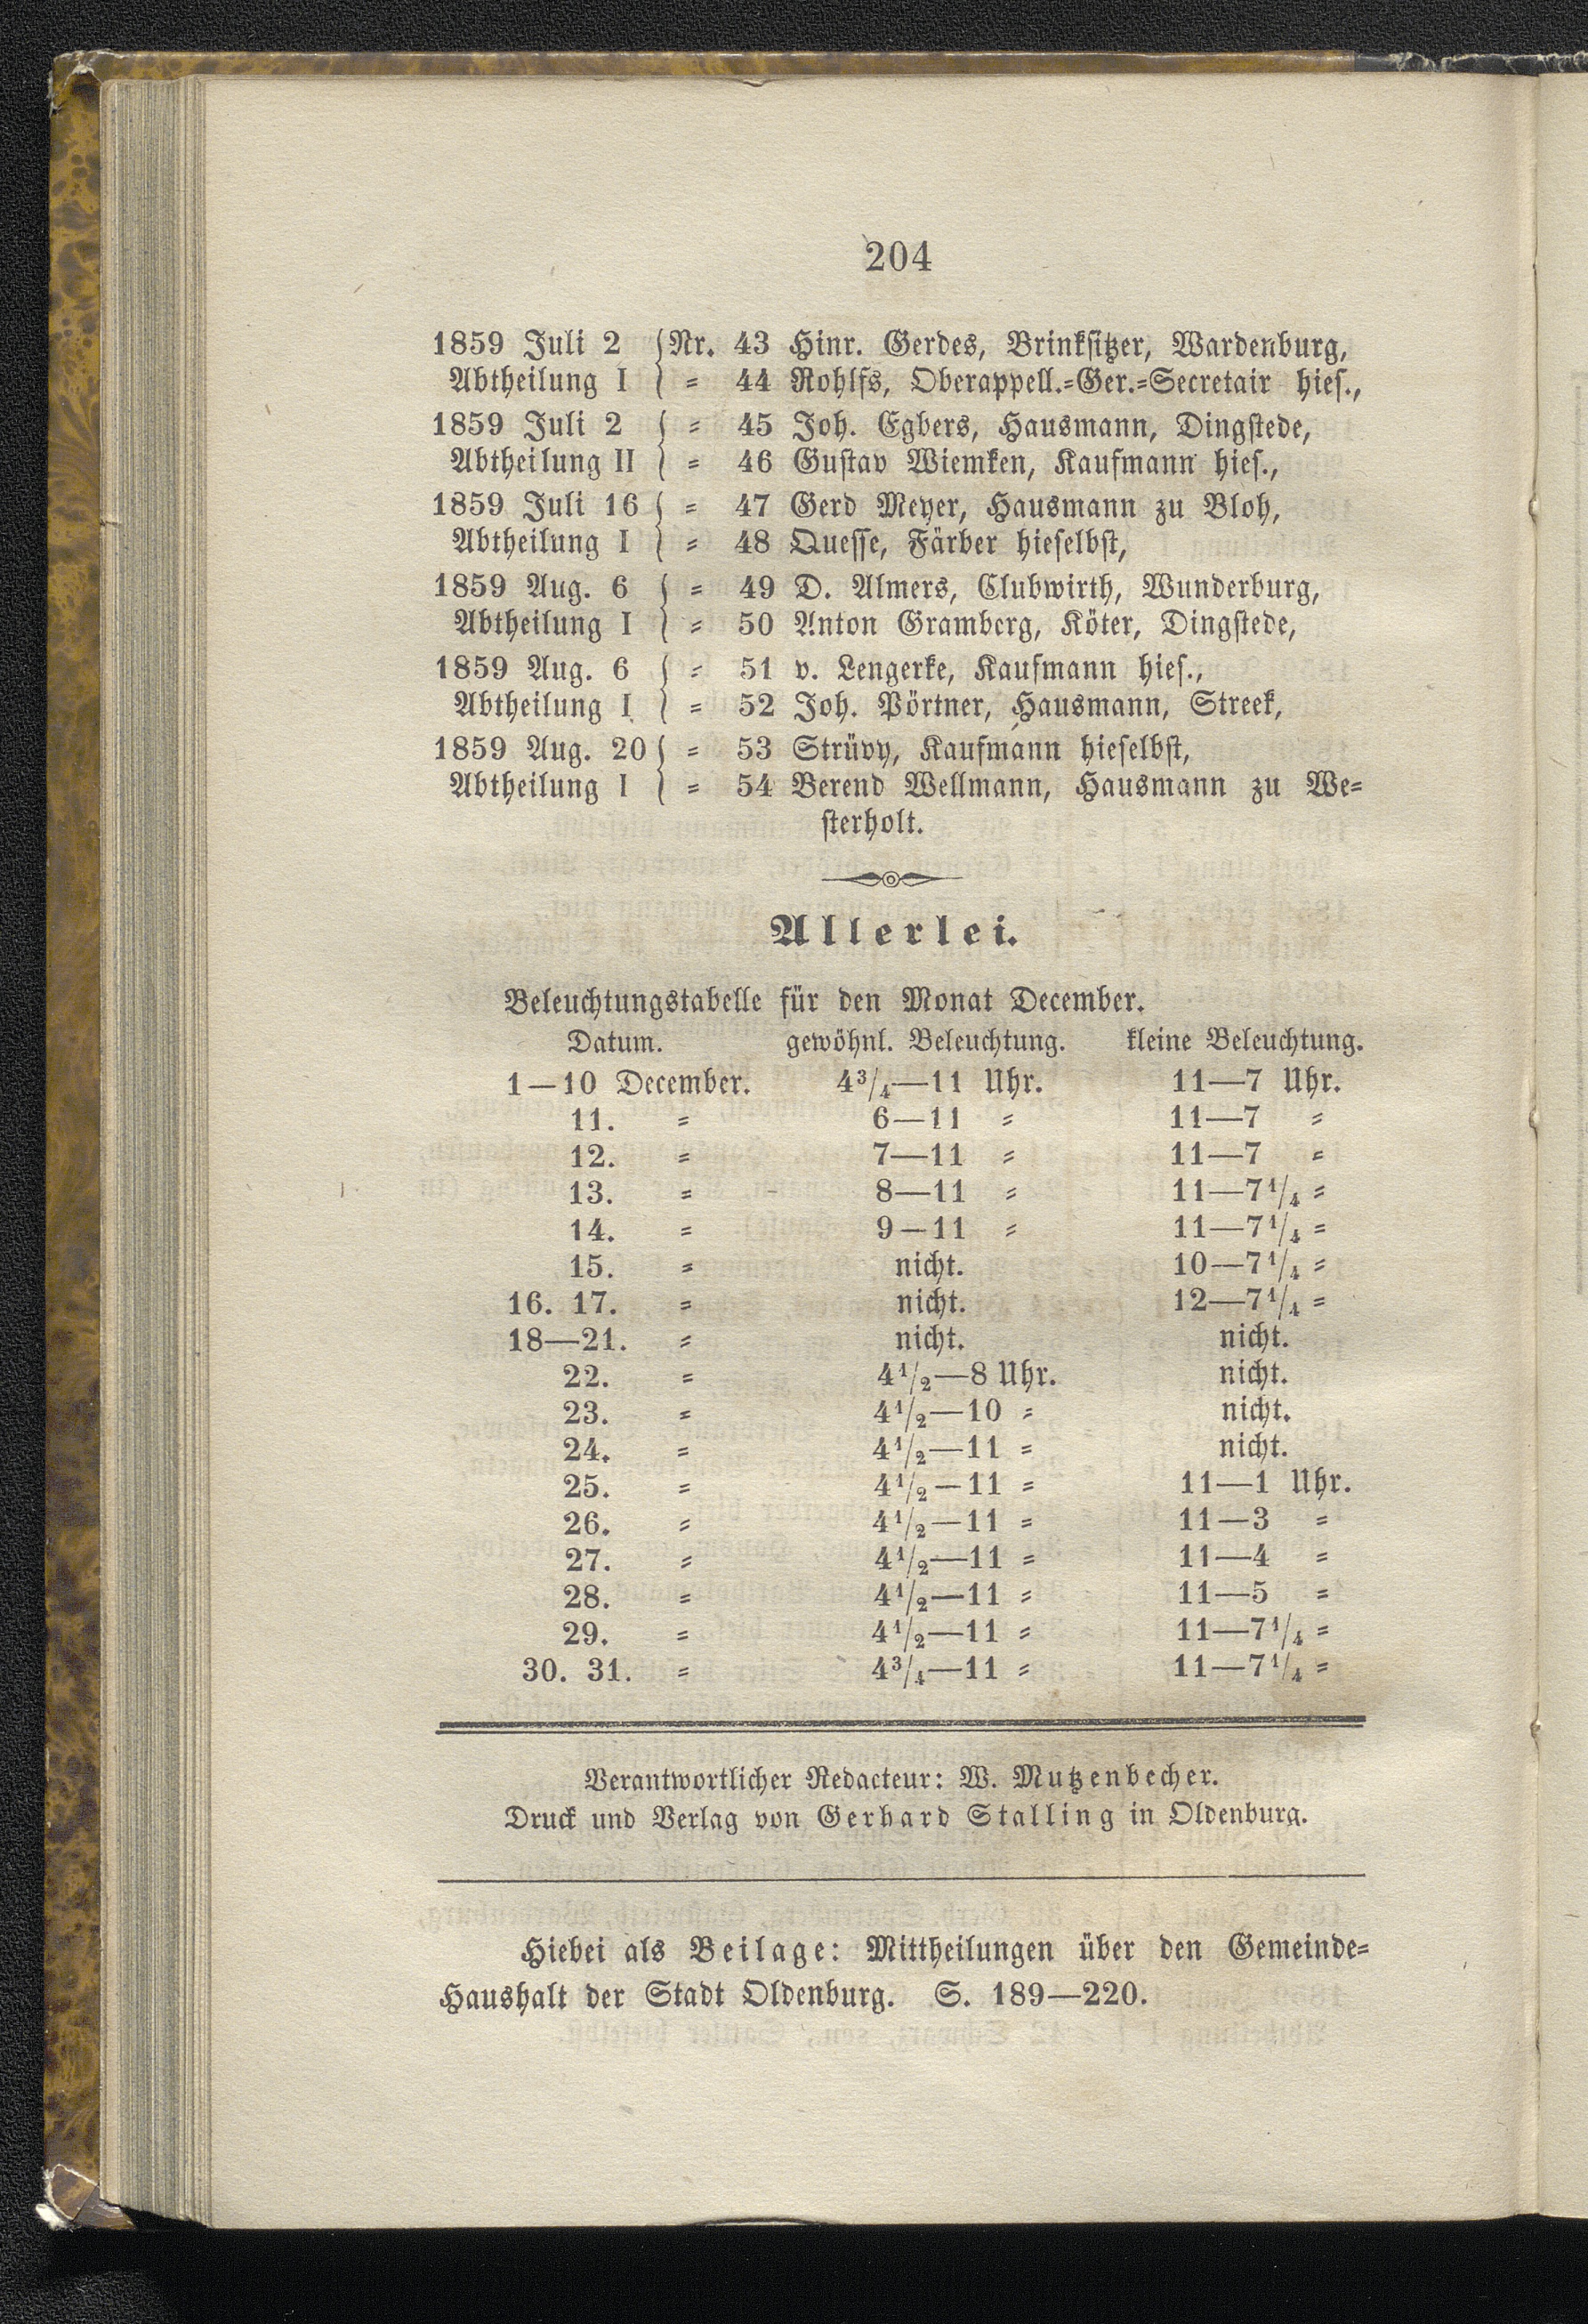 204
1859 Juli 2 { Nr. 43 Hinr. Gerdes, Brinksitzer, Wardenburg,
Abtheilung I { = 44 Rohlfs, Oberappell.=Ger.=Secretair hies.,
1859 Juli 2 { = 45 Joh. Egbers, Hausmann, Dingstede,
Abtheilung II { = 46 Gustav Wiemken, Kaufmann hies.,
1859 Juli 16 { = 47 Gerd Meyer, Hausmann zu Bloh,
Abtheilung I { = 48 Quesse, Färber hieselbst,
1859 Aug. 6 { = 49 D. Almers, Clubwirth, Wunderburg,
Abtheilung I { = 50 Anton Gramberg, Köter, Dingstede,
1859 Aug. 6 { = 51 v. Lengerke, Kaufmann hies.,
Abtheilung I { = 52 Joh. Pörtner, Hausmann, Streek,
1859 Aug. 20 { = 53 Strüvy, Kaufmann hieselbst,
Abtheilung I { = 54 Berend Wellmann, Hausmann zu We=
sterholt.
Allerlei.
Beleuchtungstabelle für den Monat December.
Datum. gewöhnl. Beleuchtung. kleine Beleuchtung.
1—10 December. 4³/₄—11 Uhr. 11—7 Uhr.
11. = 6—11 = 11—7 =
12. = 7—11 = 11—7 =
13. = 8—11 = 11—7¹/₄ =
14. = 9—11 = 11—7¹/₄ =
15. = nicht. 10—7¹/₄ =
16. 17. = nicht. 12—7¹/₄ =
18—21. = nicht. nicht.
22. = 4¹/₂—8 Uhr. nicht.
23. = 4¹/₂—10 = nicht.
24. = 4¹/₂—11 = nicht.
25. = 4¹/₂—11 = 11—1 Uhr.
26. = 4¹/₂—11 = 11—3 =
27. = 4¹/₂—11 = 11—4 =
28. = 4¹/₂—11 = 11—5 =
29. = 4¹/₂—11 = 11—7¹/₄ =
30. 31. = 4³/₄—11 = 11—7¹/₄ =
Verantwortlicher Redacteur: W. Mutzenbecher.
Druck und Verlag von Gerhard Stalling in Oldenburg.
Hiebei als Beilage: Mittheilungen über den Gemeinde=
Haushalt der Stadt Oldenburg. S. 189—220.